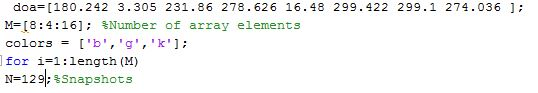 doa=[180.242 3.305 231.86 278.626 16.48 299.422 299.1 274.036 ];
M=[8:4:16]; %Number of array elements
colors = ['b','g','k'];
for i=1:length(M)
N=129;%Snapshots